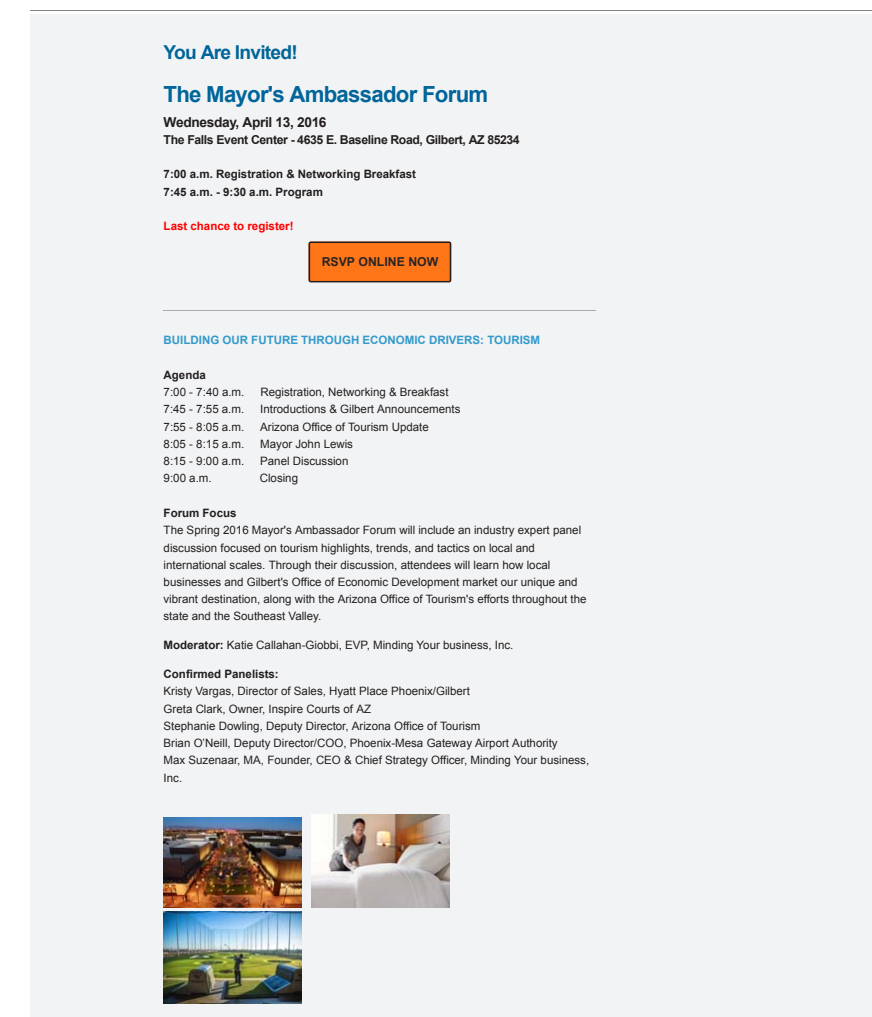 You Are Invited!
The Mayor's Ambassador Forum
Wednesday, April 13, 2016
The Falls Event Center - 4635 E. Baseline Road, Gilbert, AZ 85234
7:00 a.m. Registration & Networking Breakfast
7:45 a.m. - 9:30 a.m. Program
Last chance to register!
RSVP ONLINE NOW
BUILDING OUR FUTURE THROUGH ECONOMIC DRIVERS: TOURISM
Agenda
7:00 - 7:40 a.m. Registration, Networking & Breakfast
7:45 - 7:55 a.m. Introductions & Gilbert Announcements
7:55 - 8:05 a.m. Arizona Office of Tourism Update
8:05 - 8:15 a.m. Mayor John Lewis
8:15 - 9:00 a.m. Panel Discussion
9:00 a.m. Closing
Forum Focus
The Spring 2016 Mayor's Ambassador Forum will include an industry expert panel
discussion focused on tourism highlights, trends, and tactics on local and
international scales. Through their discussion, attendees will learn how local
businesses and Gilbert's Office of Economic Development market our unique and
vibrant destination, along with the Arizona Office of Tourism's efforts throughout the
state and the Southeast Valley.
Moderator: Katie Callahan-Giobbi, EVP, Minding Your business, Inc.
Confirmed Panelists:
Kristy Vargas, Director of Sales, Hyatt Place Phoenix/Gilbert
Greta Clark, Owner, Inspire Courts of AZ
Stephanie Dowling, Deputy Director, Arizona Office of Tourism
Brian O'Neill, Deputy Director/COO, Phoenix-Mesa Gateway Airport Authority
Max Suzenaar, MA, Founder, CEO & Chief Strategy Officer, Minding Your business,
Inc.